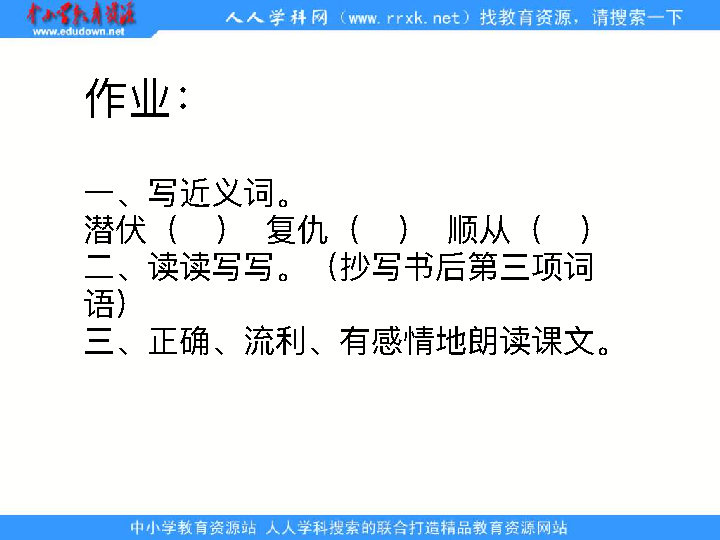 中小学教育资源
www.edudown.net
人人学科网（www.rrxk.net）找教育资源，请搜索一下
作业：
一、写近义词。
潜伏（ ） 复仇（ ） 顺从（ ）
二、读读写写。（抄写书后第三项词
语）
三、正确、流利、有感情地朗读课文。
中小学教育资源站 人人学科搜索的联合打造精品教育资源网站